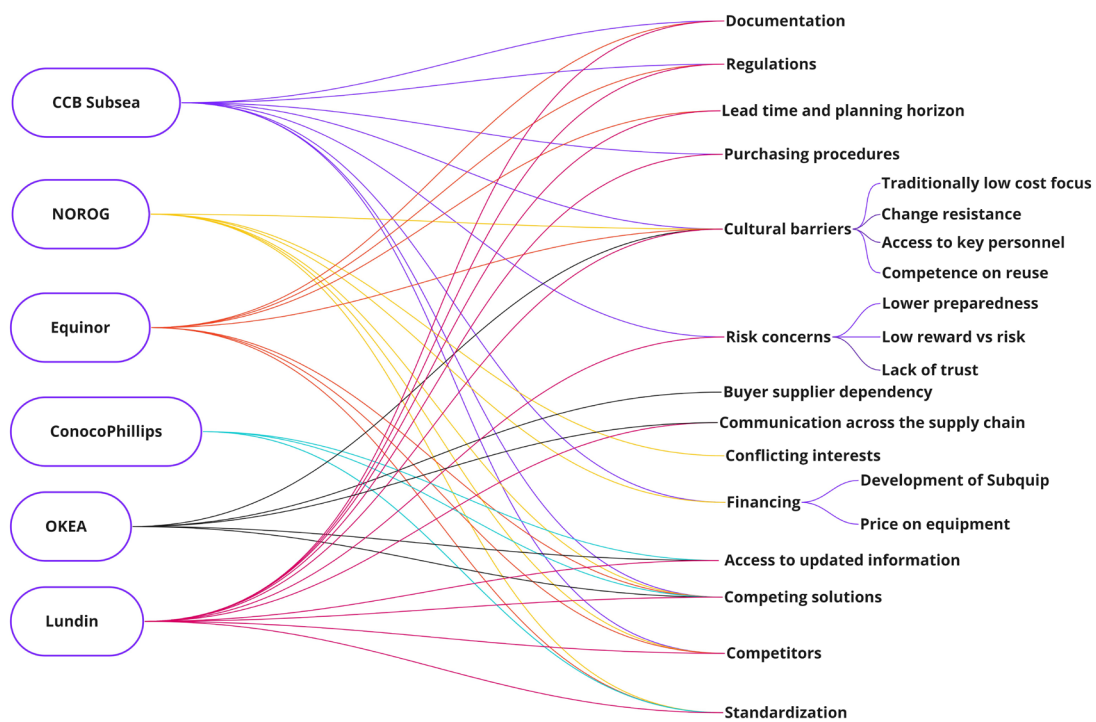 CCB Subsea
NOROG
Equinor
ConocoPhillips
OKEA
Lundin
Documentation
Regulations
Lead time and planning horizon
Purchasing procedures
Cultural barriers
Traditionally low cost focus
Change resistance
Access to key personnel
Competence on reuse
Risk concerns
Lower preparedness
Low reward vs risk
Lack of trust
Buyer supplier dependency
Communication across the supply chain
Conflicting interests
Financing
Development of Subquip
Price on equipment
Access to updated information
Competing solutions
Competitors
Standardization